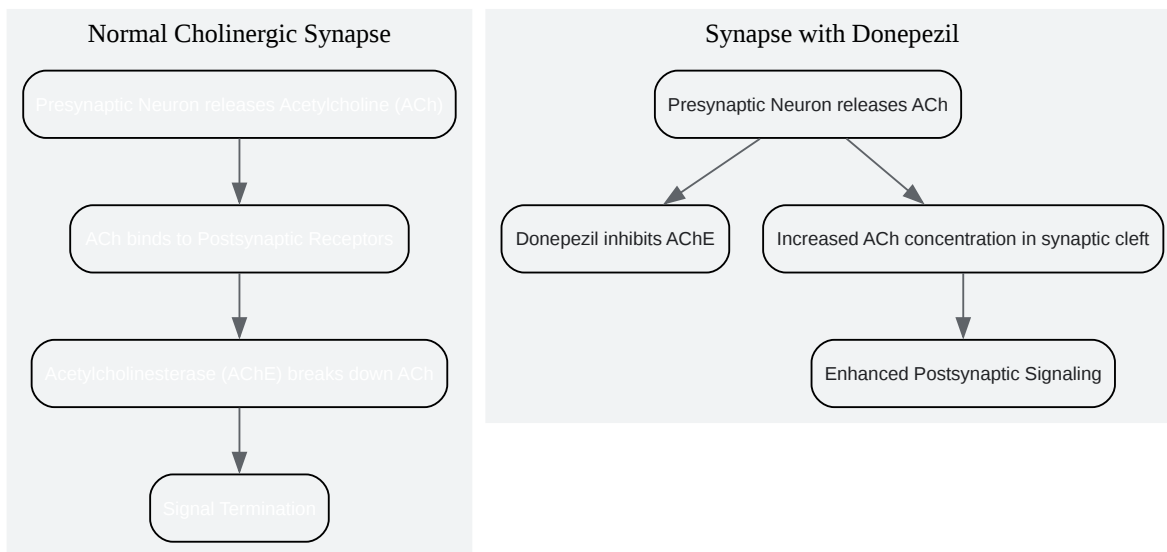 Normal Cholinergic Synapse
Presynaptic Neuron releases Acetylcholine (ACh)
ACh binds to Postsynaptic Receptors
Acetylcholinesterase (AChE) breaks down ACh
Signal Termination
Synapse with Donepezil
Presynaptic Neuron releases ACh
Donepezil inhibits AChE
Increased ACh concentration in synaptic cleft
Enhanced Postsynaptic Signaling